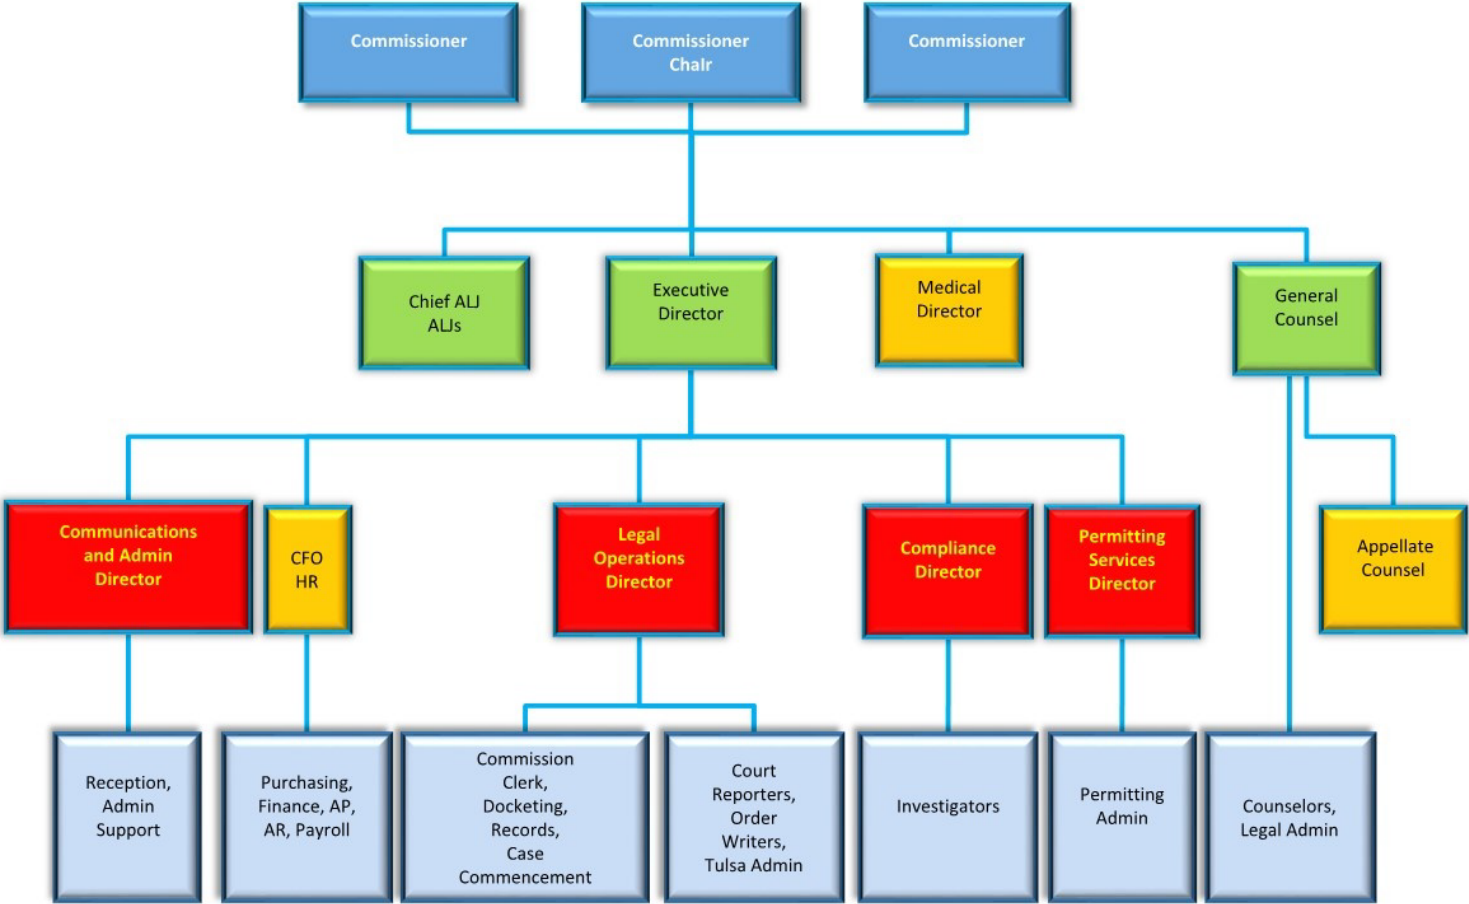 Commissioner
Commissioner
ChaIr
Commissioner
Chief ALJ
ALJs
Executive
Director
Medical
Director
General
Counsel
Communications
and Admin
Director
CFO
HR
Legal
Operations
Director
Compliance
Director
Permitting
Services
Director
Appellate
Counsel
Reception,
Admin
Support
Purchasing,
Finance, AP,
AR, Payroll
Commission
Clerk,
Docketing,
Records,
Case
Commencement
Court
Reporters,
Order
Writers,
Tulsa Admin
Investigators
Permitting
Admin
Counselors,
Legal Admin